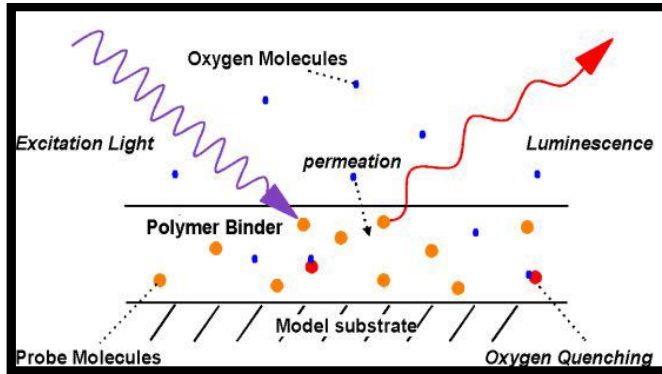 Oxygen Molecules
Excitation Light
Luminescence
permeation
Polymer Binder
Model substrate
Probe Molecules
Oxygen Quenching